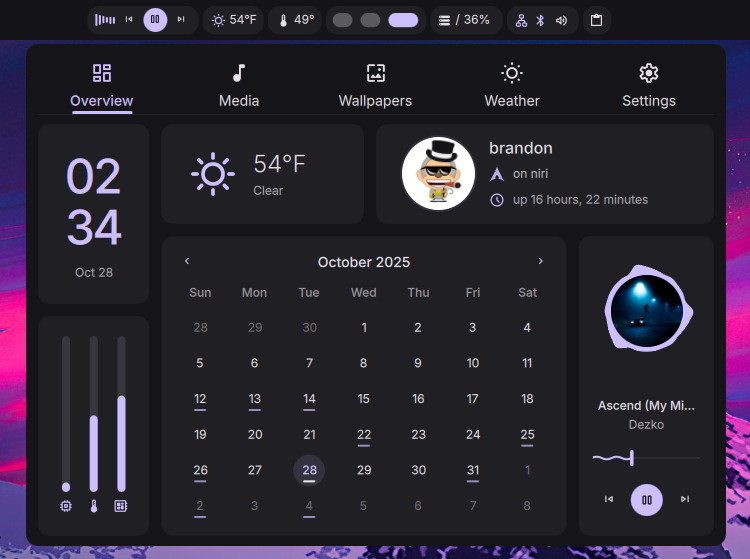 54°F 49° / 36%
Overview Media Wallpapers Weather Settings
02
34
Oct 28
54°F
Clear
brandon
on niri
up 16 hours, 22 minutes
October 2025
Sun Mon Tue Wed Thu Fri Sat
28 29 30 1 2 3 4
5 6 7 8 9 10 11
12 13 14 15 16 17 18
19 20 21 22 23 24 25
26 27 28 29 30 31 1
2 3 4 5 6 7 8
Ascend (My Mi...
Dezko